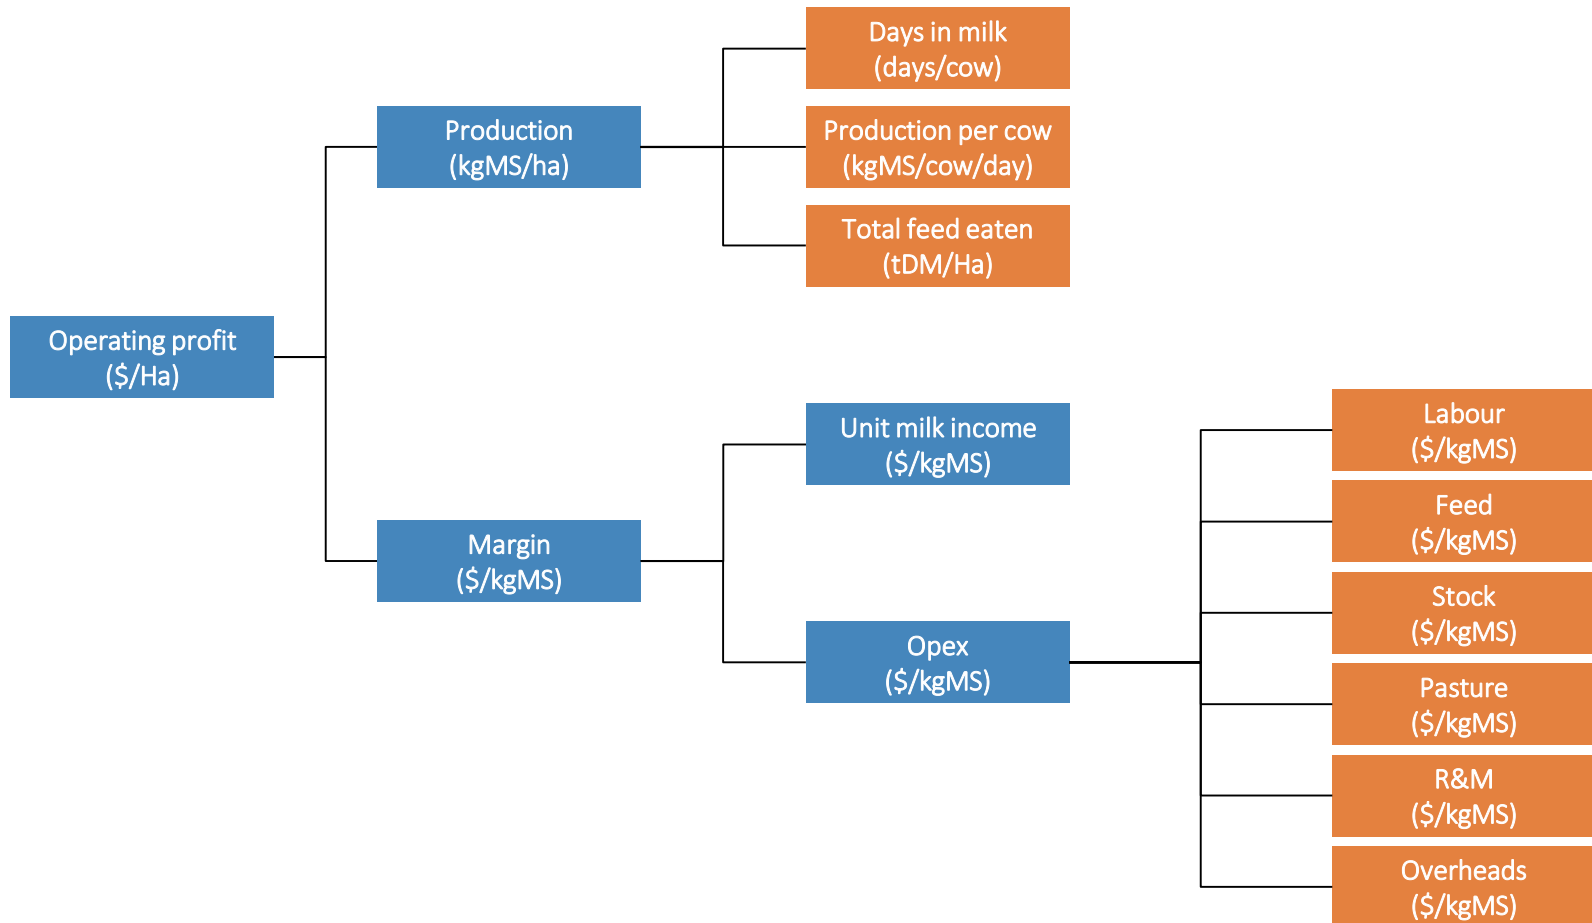 Days in milk
(days/cow)
Production
(kgMS/ha)
Production per cow
(kgMS/cow/day)
Total feed eaten
(tDM/Ha)
Operating profit
($/Ha)
Unit milk income
($/kgMS)
Margin
($/kgMS)
Opex
($/kgMS)
Labour
($/kgMS)
Feed
($/kgMS)
Stock
($/kgMS)
Pasture
($/kgMS)
R&M
($/kgMS)
Overheads
($/kgMS)